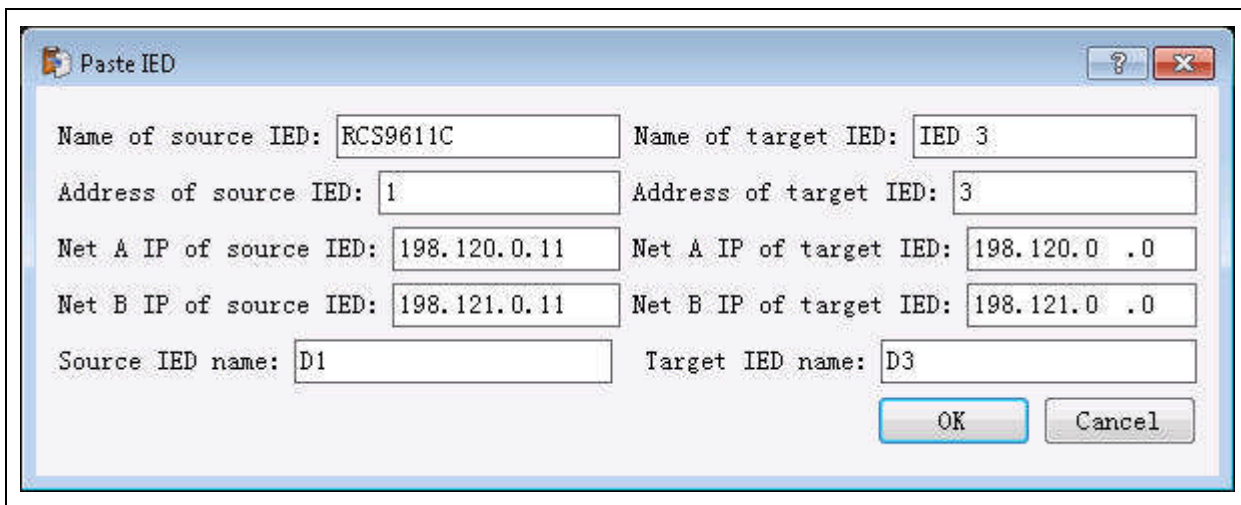 Paste IED
Name of source IED: RCS9611C Name of target IED: IED 3
Address of source IED: 1 Address of target IED: 3
Net A IP of source IED: 198.120.0.11 Net A IP of target IED: 198.120.0 .0
Net B IP of source IED: 198.121.0.11 Net B IP of target IED: 198.121.0 .0
Source IED name: D1 Target IED name: D3
OK Cancel